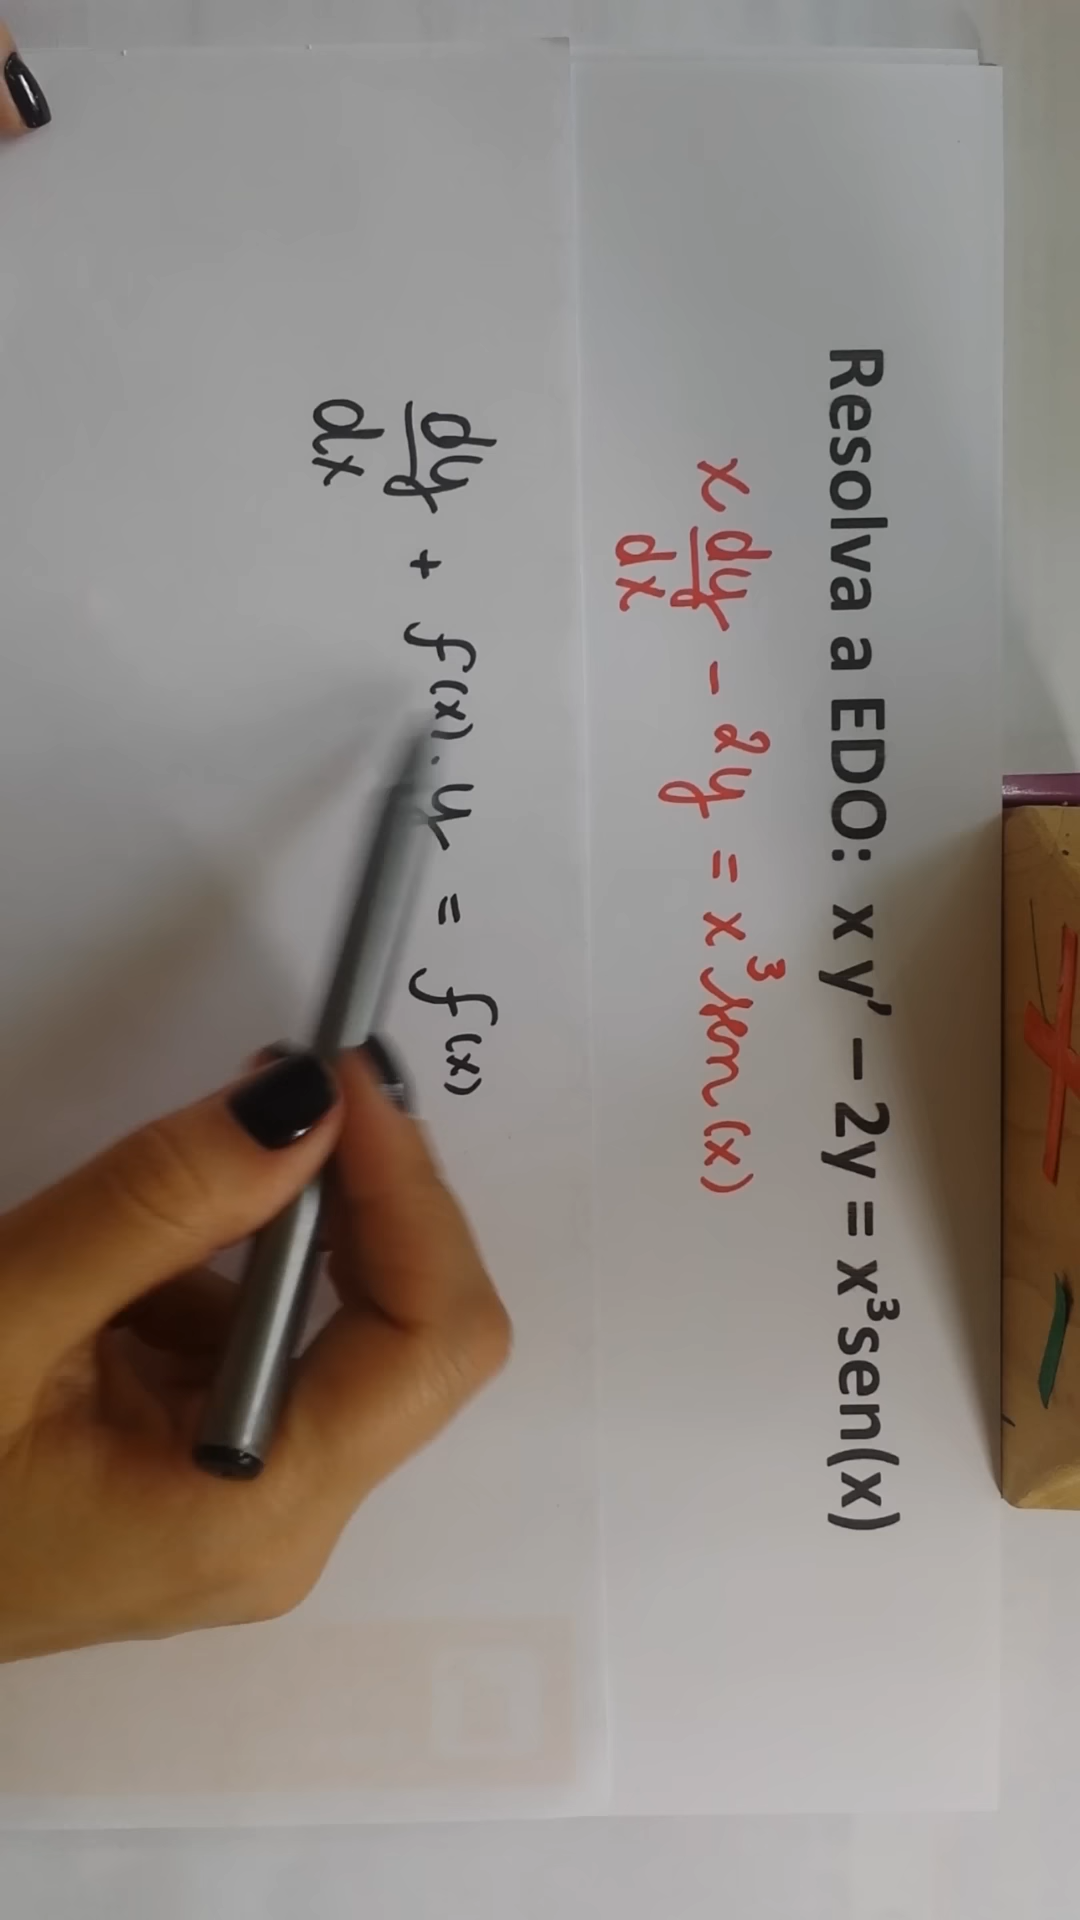 Resolva a EDO: x y’ – 2y = x³sen(x)
x dy/dx - 2y = x³ sen(x)
dy/dx + f(x) . y = f(x)